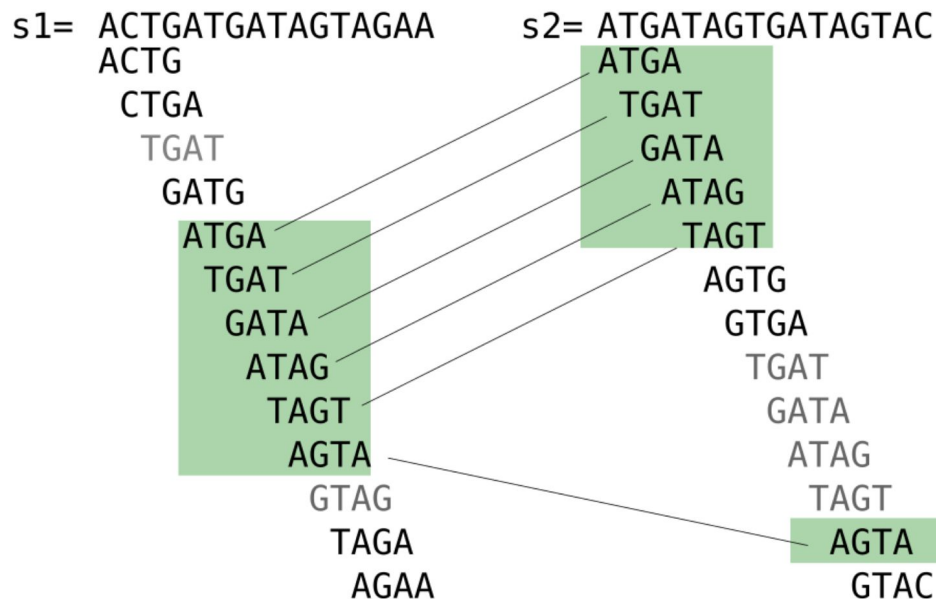 s1= ACTGATGATAGTAGAA
ACTG
CTGA
TGAT
GATG
ATGA
TGAT
GATA
ATAG
TAGT
AGTA
GTAG
TAGA
AGAA
s2= ATGATAGTGATAGTAC
ATGA
TGAT
GATA
ATAG
TAGT
AGTG
GTGA
TGAT
GATA
ATAG
TAGT
AGTA
GTAC